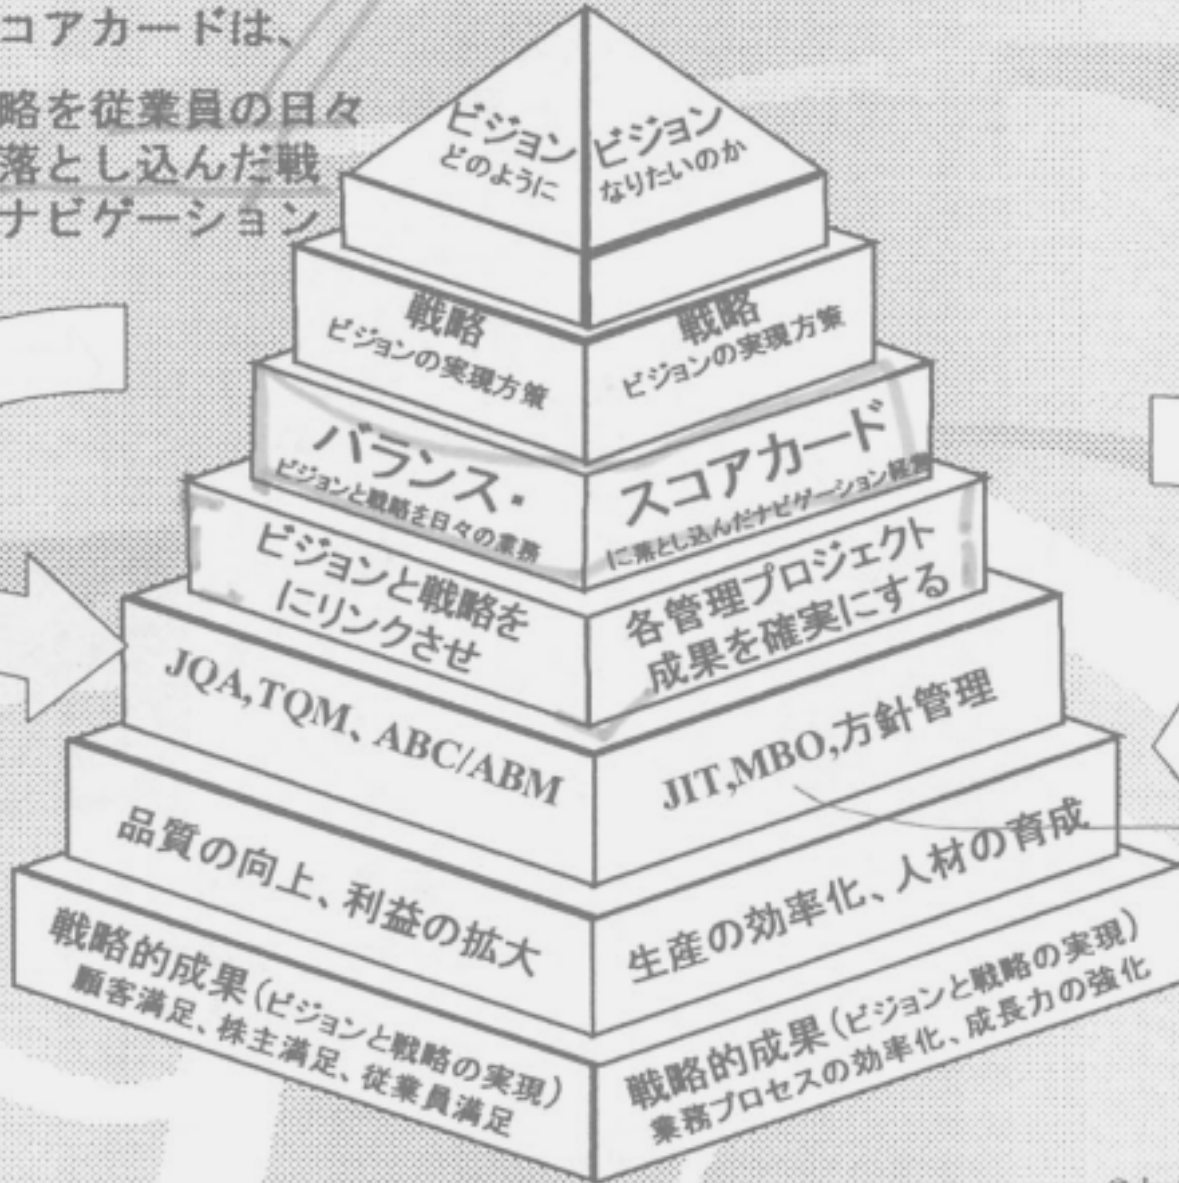 コアカードは、
略を従業員の日々
落とし込んだ戦
ナビゲーション
ビジョン
どのように
ビジョン
なりたいのか
戦略
ビジョンの実現方策
戦略
ビジョンの実現方策
バランス・
ビジョンと戦略を日々の業務
スコアカード
に落とし込んだナビゲーション経営
ビジョンと戦略を
にリンクさせ
各管理プロジェクト
成果を確実にする
JQA,TQM、ABC/ABM
JIT,MBO,方針管理
品質の向上、利益の拡大
生産の効率化、人材の育成
戦略的成果(ビジョンと戦略の実現)
顧客満足、株主満足、従業員満足
戦略的成果(ビジョンと戦略の実現)
業務プロセスの効率化、成長力の強化